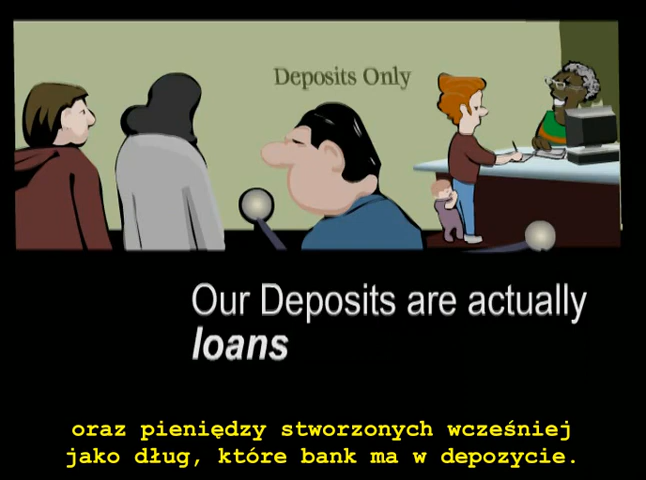 Deposits Only
Our Deposits are actually
loans
oraz pieniędzy stworzonych wcześniej
jako dług, które bank ma w depozycie.